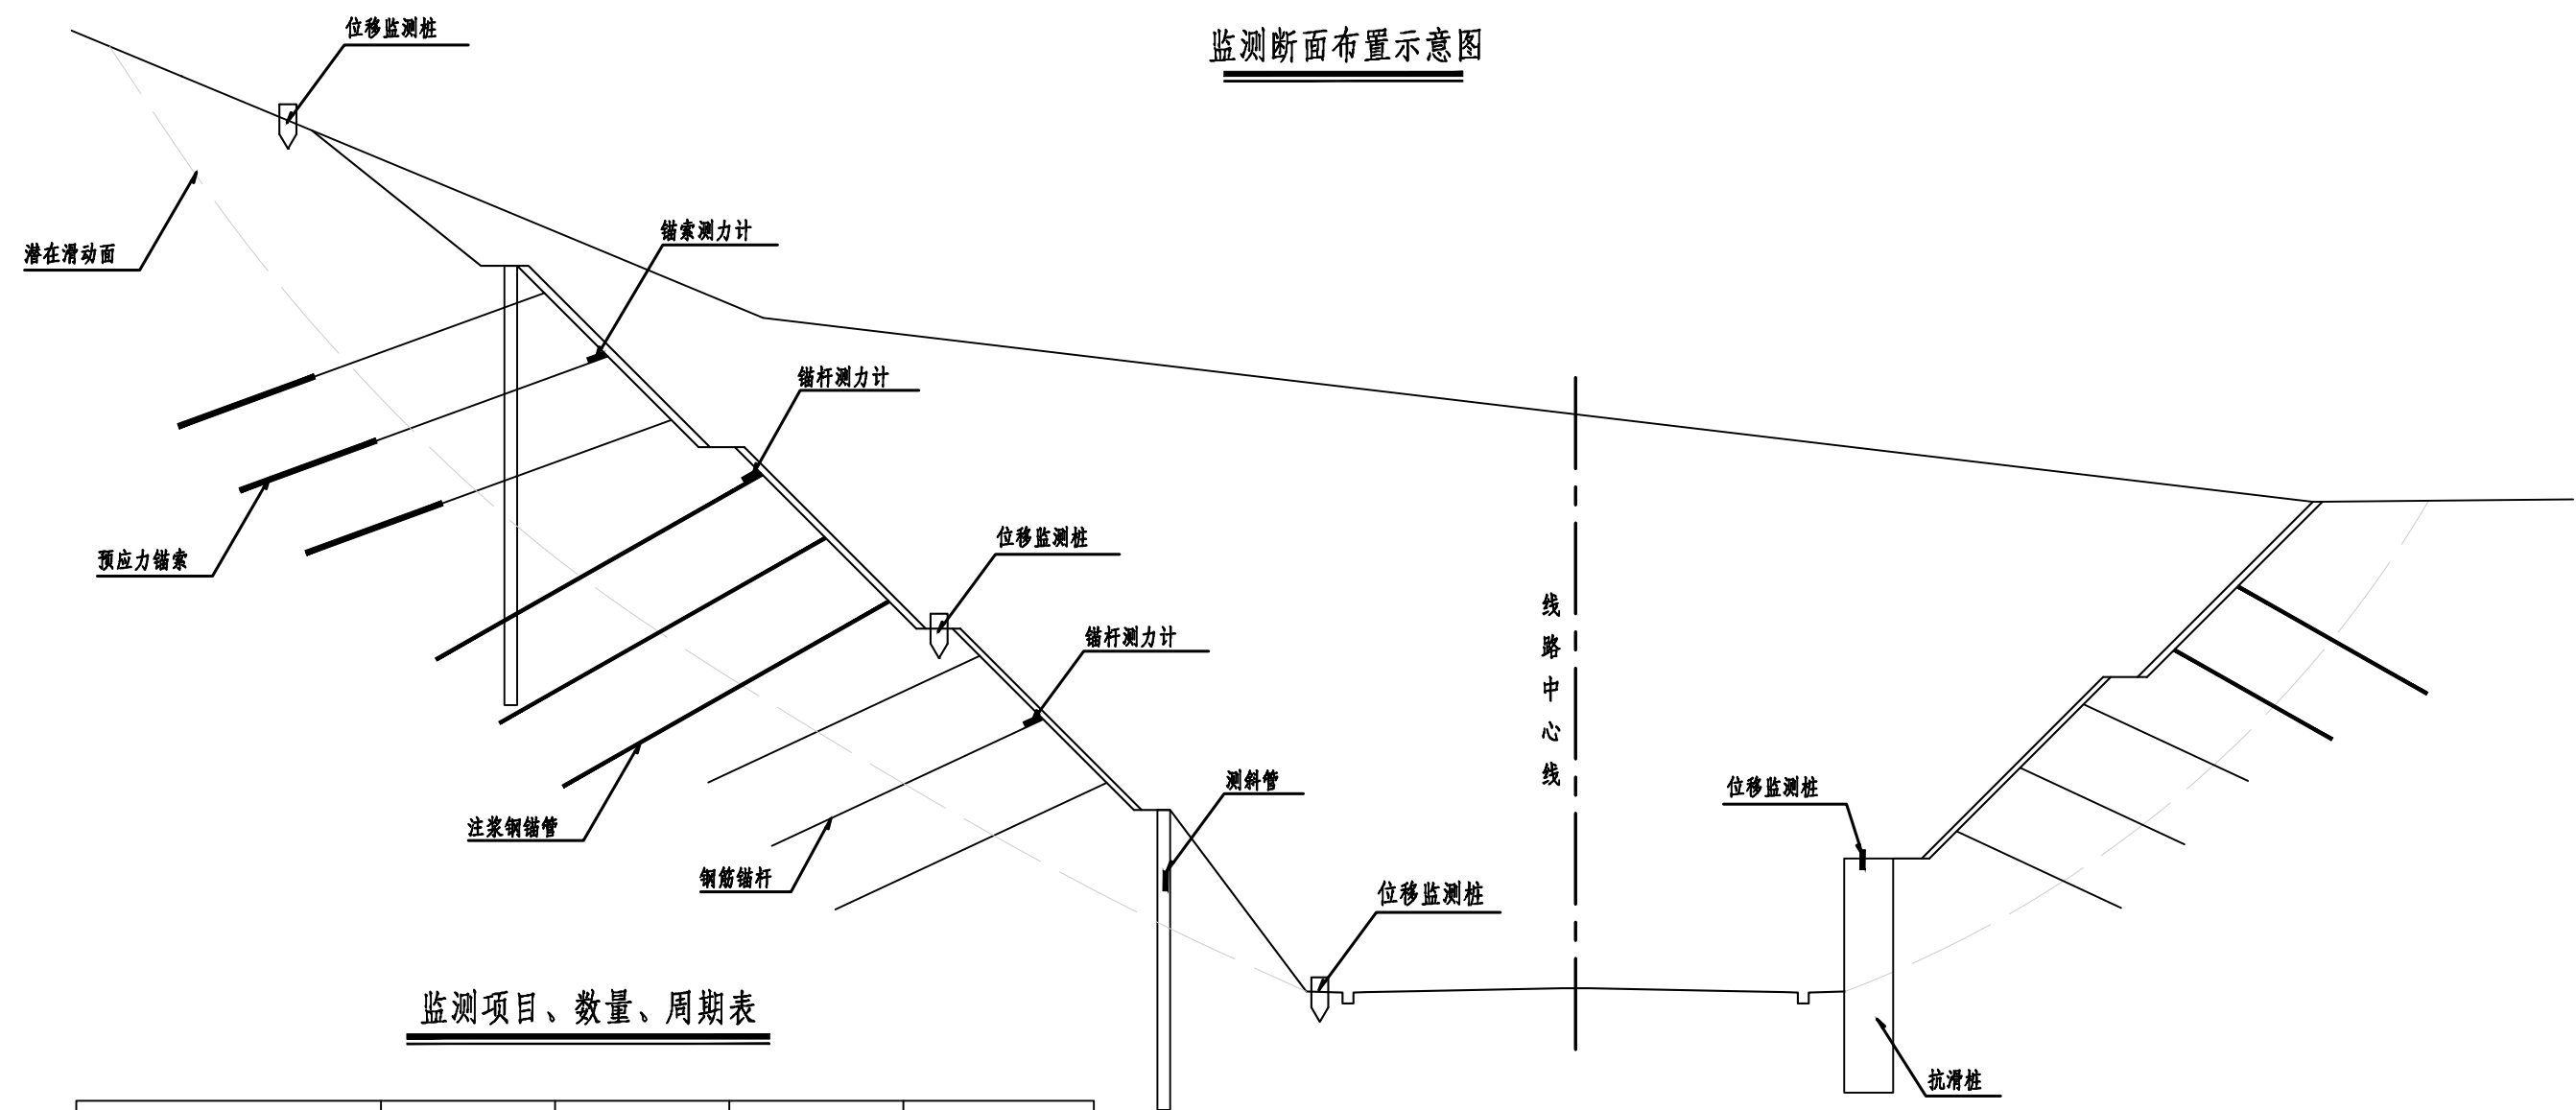 位移监测桩
监测断面布置示意图
锚索测力计
潜在滑动面
锚杆测力计
位移监测桩
预应力锚索
线路中心线
锚杆测力计
测斜管
位移监测桩
注浆钢锚管
钢筋锚杆
位移监测桩
监测项目、数量、周期表
抗滑桩